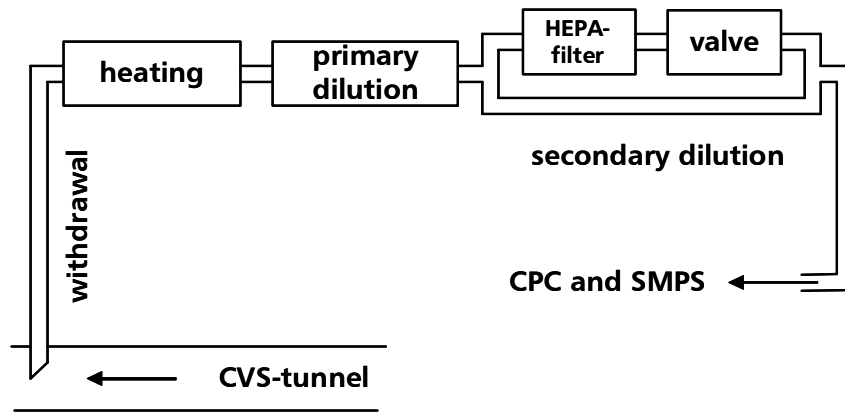 heating
primary
dilution
HEPA-
filter
valve
secondary dilution
withdrawal
CPC and SMPS
CVS-tunnel